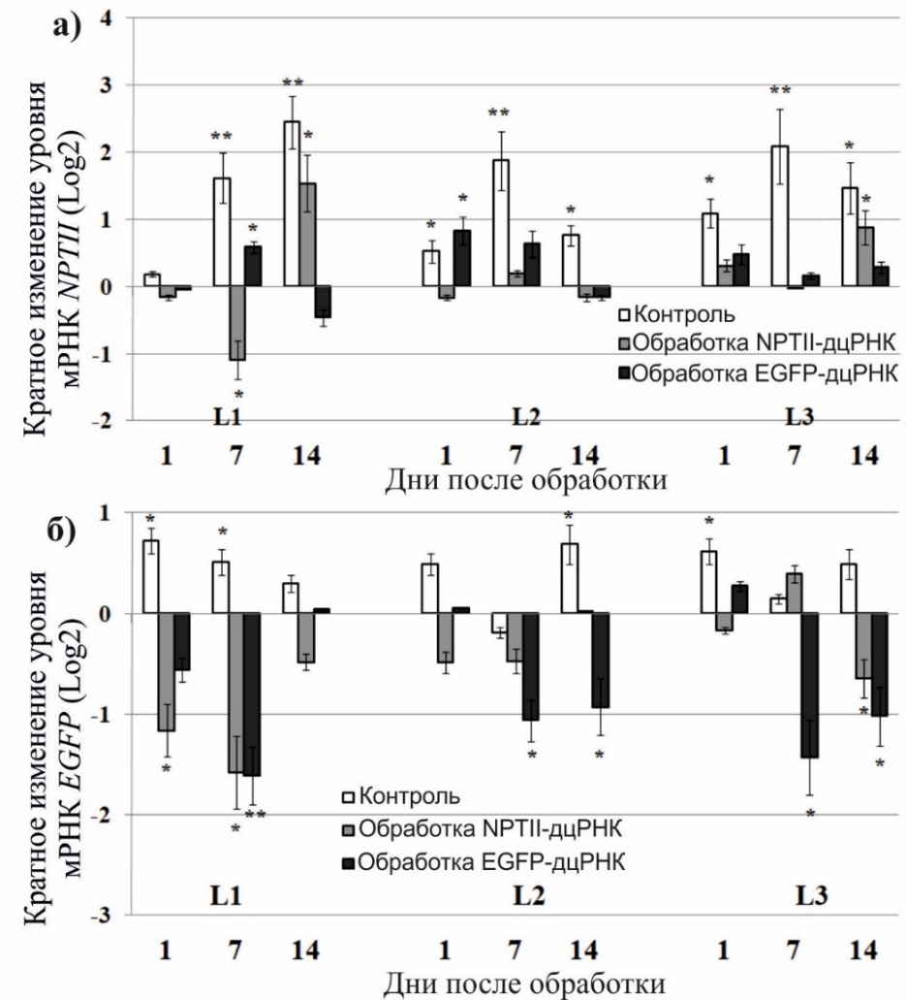 а)
Кратное изменение уровня
мРНК NPTII (Log2)
4
3
2
1
0
-1
-2
**
*
**
*
*
*
*
**
*
*
**
*
*
Контроль
Обработка NPTII-дцРНК
Обработка EGFP-дцРНК
L1 L2 L3
1 7 14 1 7 14 1 7 14
Дни после обработки
б)
Кратное изменение уровня
мРНК EGFP (Log2)
1
0
-1
-2
-3
*
*
*
*
**
*
*
*
*
*
*
*
Контроль
Обработка NPTII-дцРНК
Обработка EGFP-дцРНК
L1 L2 L3
1 7 14 1 7 14 1 7 14
Дни после обработки